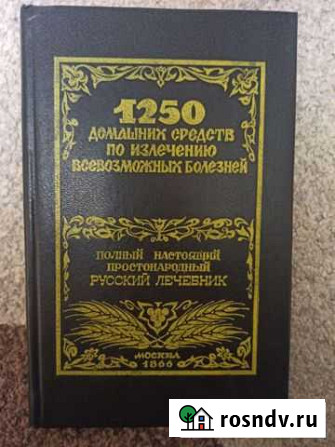 1250
ДОМАШНИХ СРЕДСТВ
ПО ИЗЛЕЧЕНИЮ
ВСЕВОЗМОЖНЫХ БОЛЕЗНЕЙ
ПОЛНЫЙ НАСТОЯЩИЙ
ПРОСТОНАРОДНЫЙ
РУССКИЙ ЛЕЧЕБНИК
МОСКВА
1866
rosndv.ru